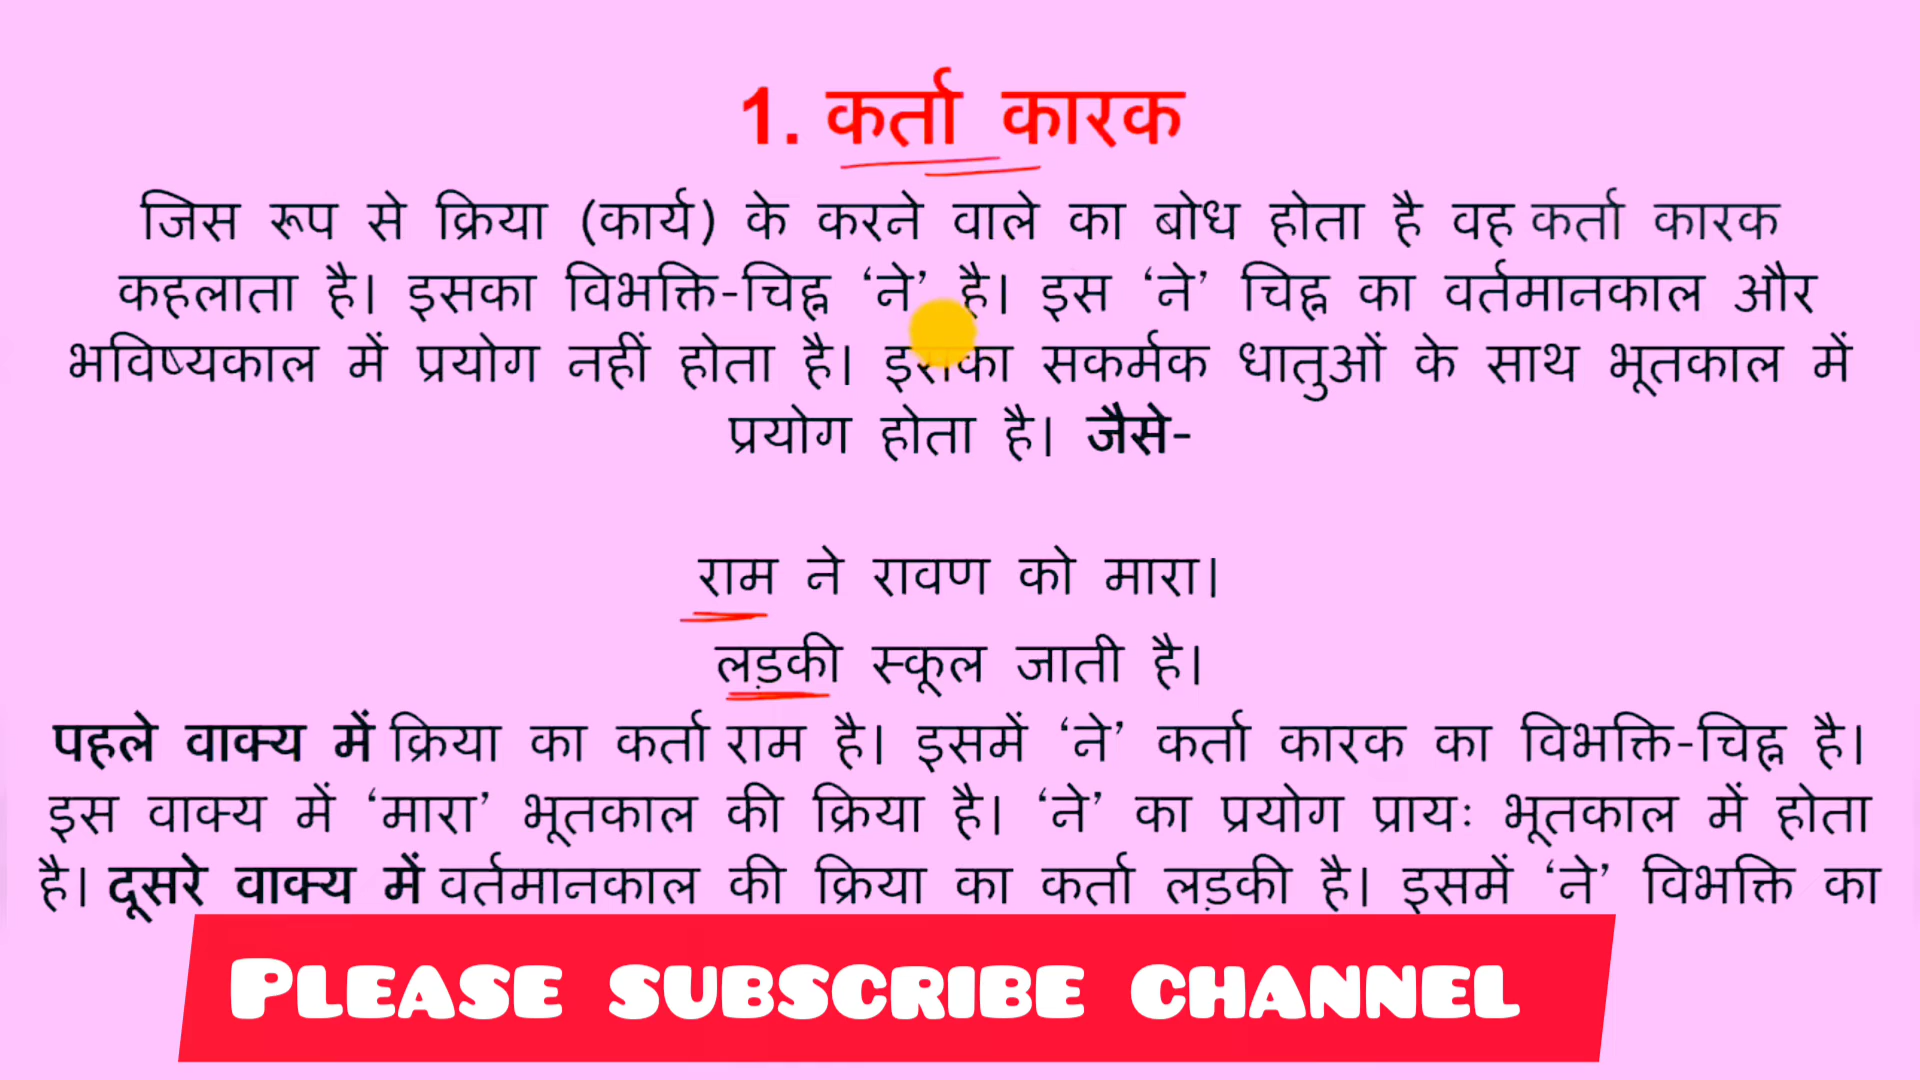 1. कर्ता कारक
जिस रूप से क्रिया (कार्य) के करने वाले का बोध होता है वह कर्ता कारक
कहलाता है। इसका विभक्ति-चिह्न ‘ने’ है। इस ‘ने’ चिह्न का वर्तमानकाल और
भविष्यकाल में प्रयोग नहीं होता है। इसका सकर्मक धातुओं के साथ भूतकाल में
प्रयोग होता है। जैसे-
राम ने रावण को मारा।
लड़की स्कूल जाती है।
पहले वाक्य में क्रिया का कर्ता राम है। इसमें ‘ने’ कर्ता कारक का विभक्ति-चिह्न है।
इस वाक्य में ‘मारा’ भूतकाल की क्रिया है। ‘ने’ का प्रयोग प्रायः भूतकाल में होता
है। दूसरे वाक्य में वर्तमानकाल की क्रिया का कर्ता लड़की है। इसमें ‘ने’ विभक्ति का
PLEASE SUBSCRIBE CHANNEL